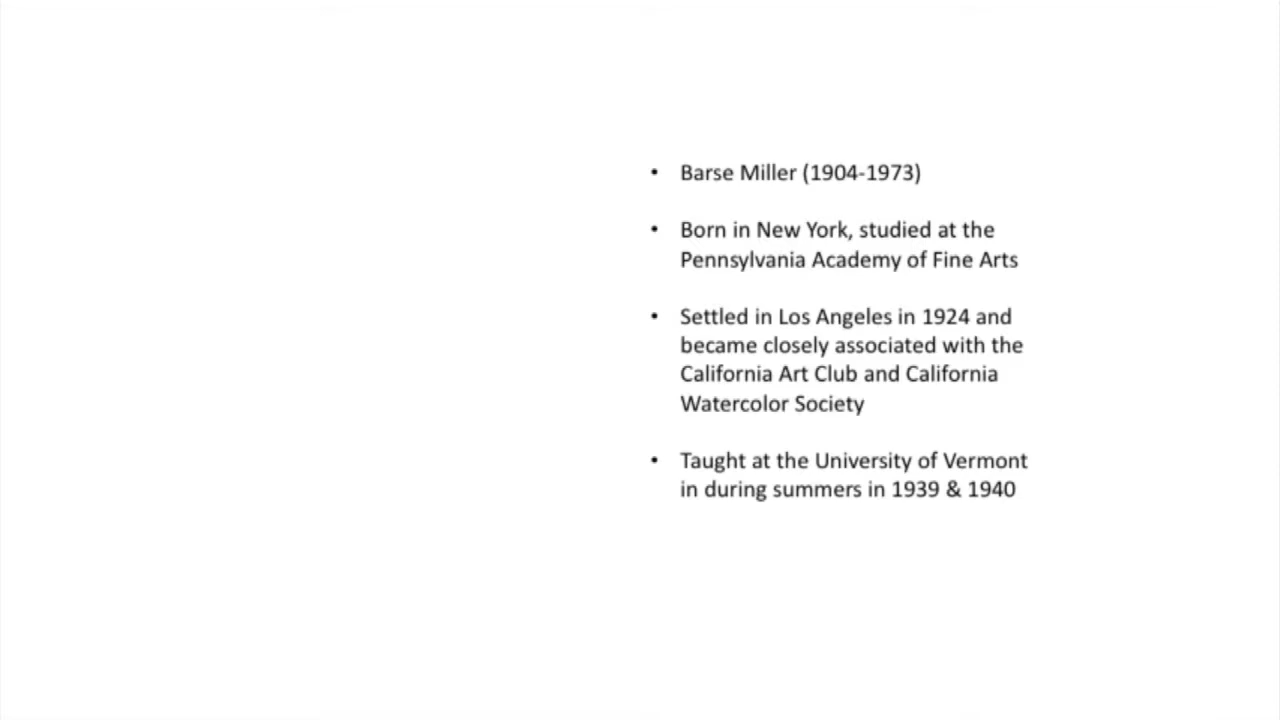 • Barse Miller (1904-1973)
• Born in New York, studied at the
Pennsylvania Academy of Fine Arts
• Settled in Los Angeles in 1924 and
became closely associated with the
California Art Club and California
Watercolor Society
• Taught at the University of Vermont
in during summers in 1939 & 1940